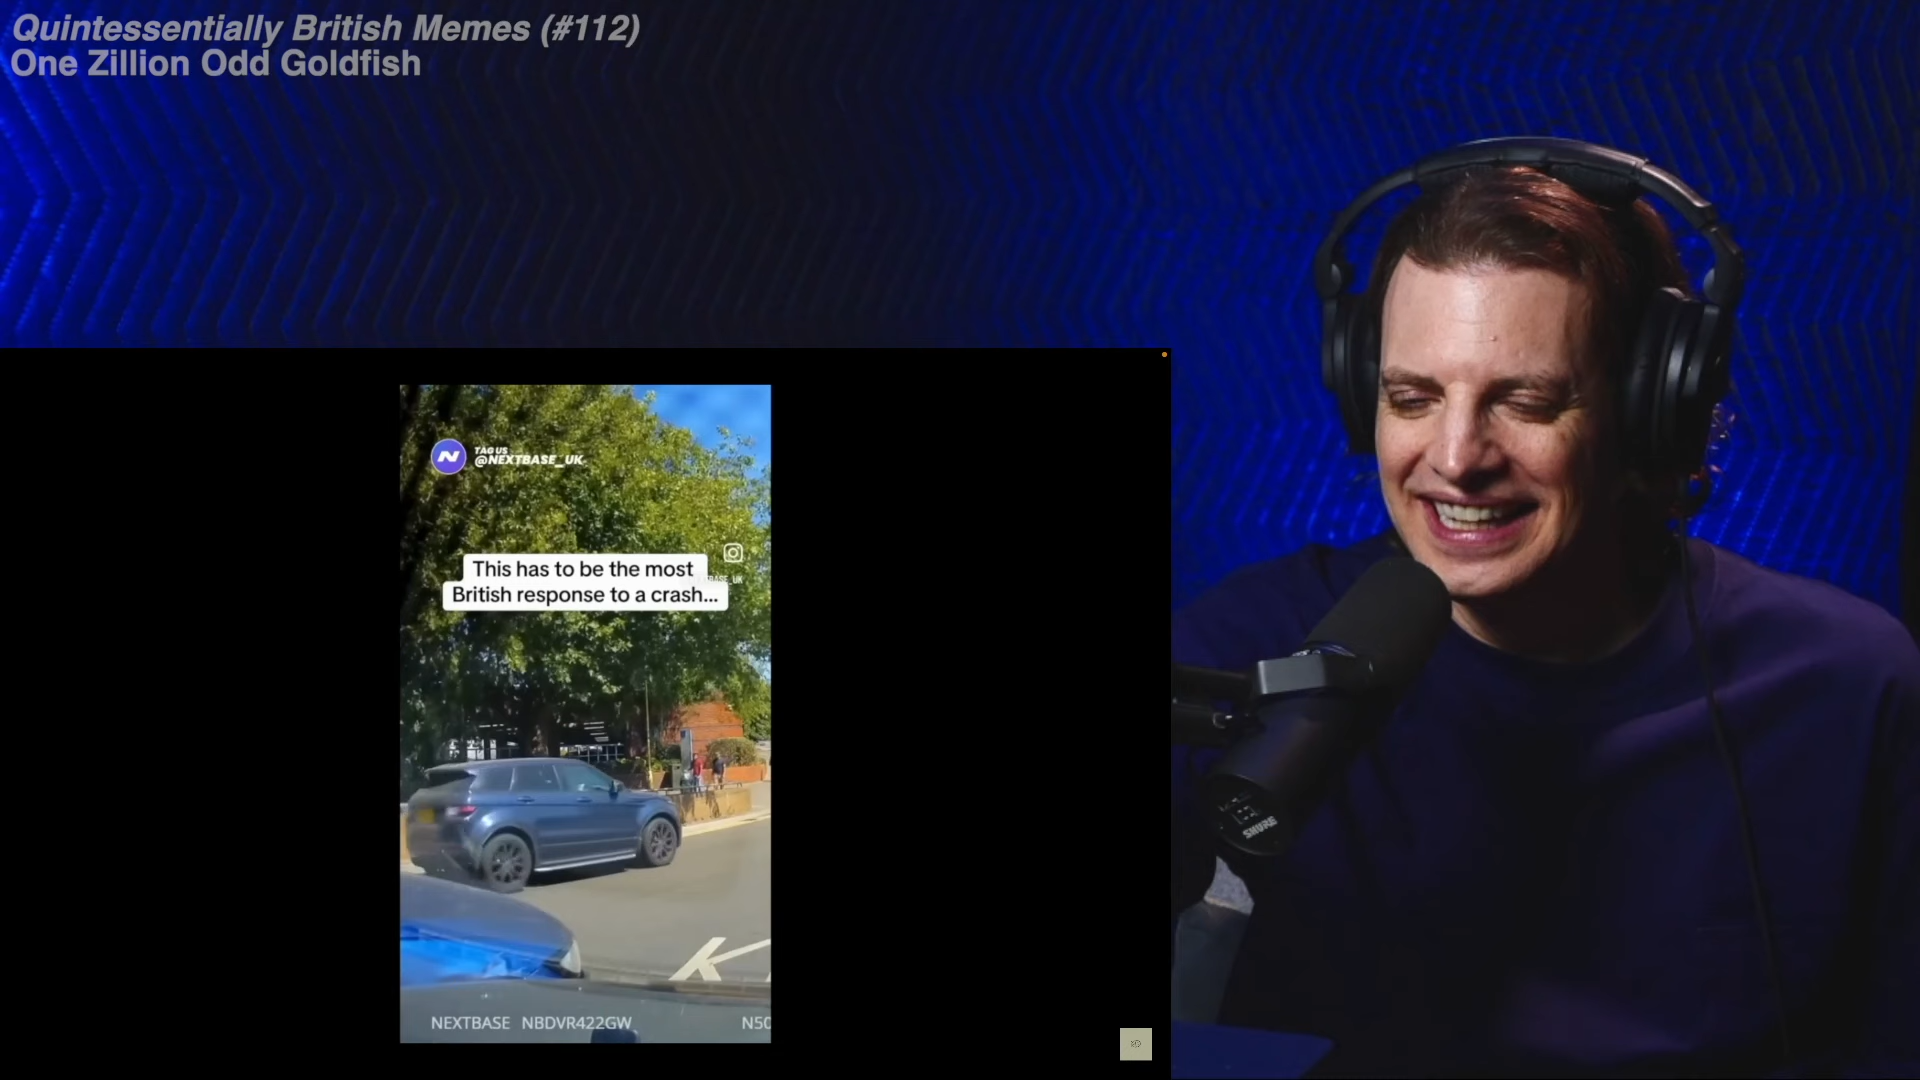 Quintessentially British Memes (#112)
One Zillion Odd Goldfish
TAG US
@NEXTBASE_UK
This has to be the most
British response to a crash...
NEXTBASE NBDVR422GW
N50
SHURE